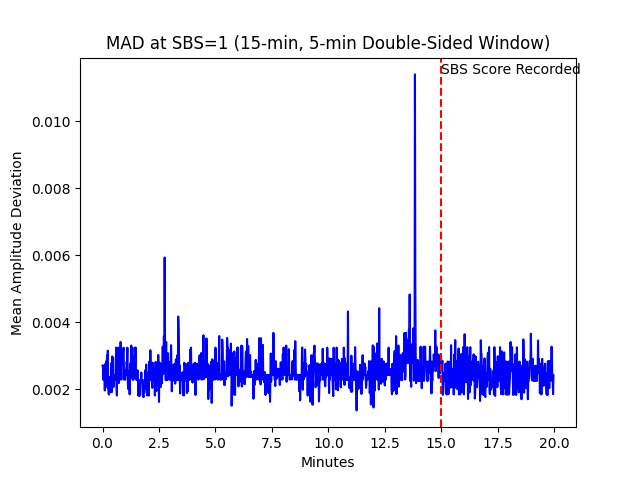 MAD at SBS=1 (15-min, 5-min Double-Sided Window)
SBS Score Recorded
0.010
0.008
0.006
0.004
0.002
Mean Amplitude Deviation
0.0 2.5 5.0 7.5 10.0 12.5 15.0 17.5 20.0
Minutes